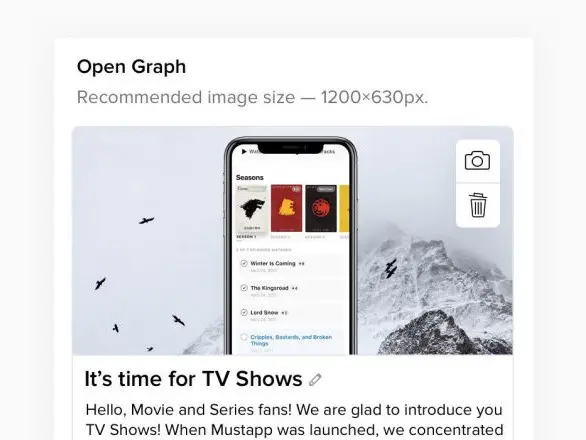 Open Graph
Recommended image size — 1200×630px.
Seasons
Winter Is Coming
The Kingsroad
Lord Snow
Cripples, Bastards, and Broken
Things
It’s time for TV Shows
Hello, Movie and Series fans! We are glad to introduce you
TV Shows! When Mustapp was launched, we concentrated